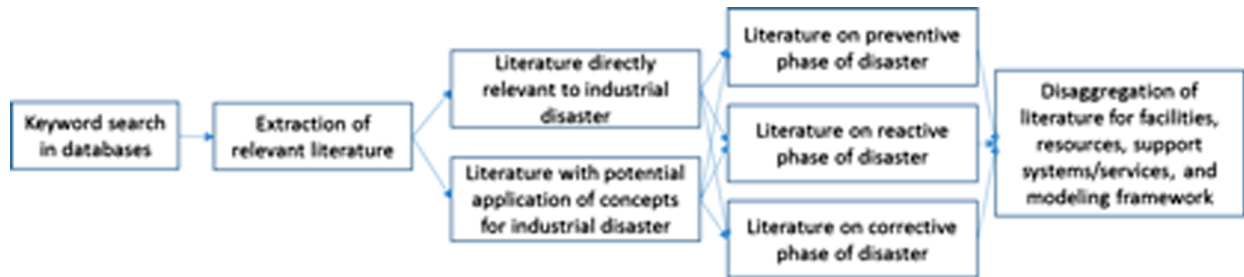 Keyword search
in databases
Extraction of
relevant literature
Literature directly
relevant to industrial
disaster
Literature with potential
application of concepts
for industrial disaster
Literature on preventive
phase of disaster
Literature on reactive
phase of disaster
Literature on corrective
phase of disaster
Disaggregation of
literature for facilities,
resources, support
systems/services, and
modeling framework